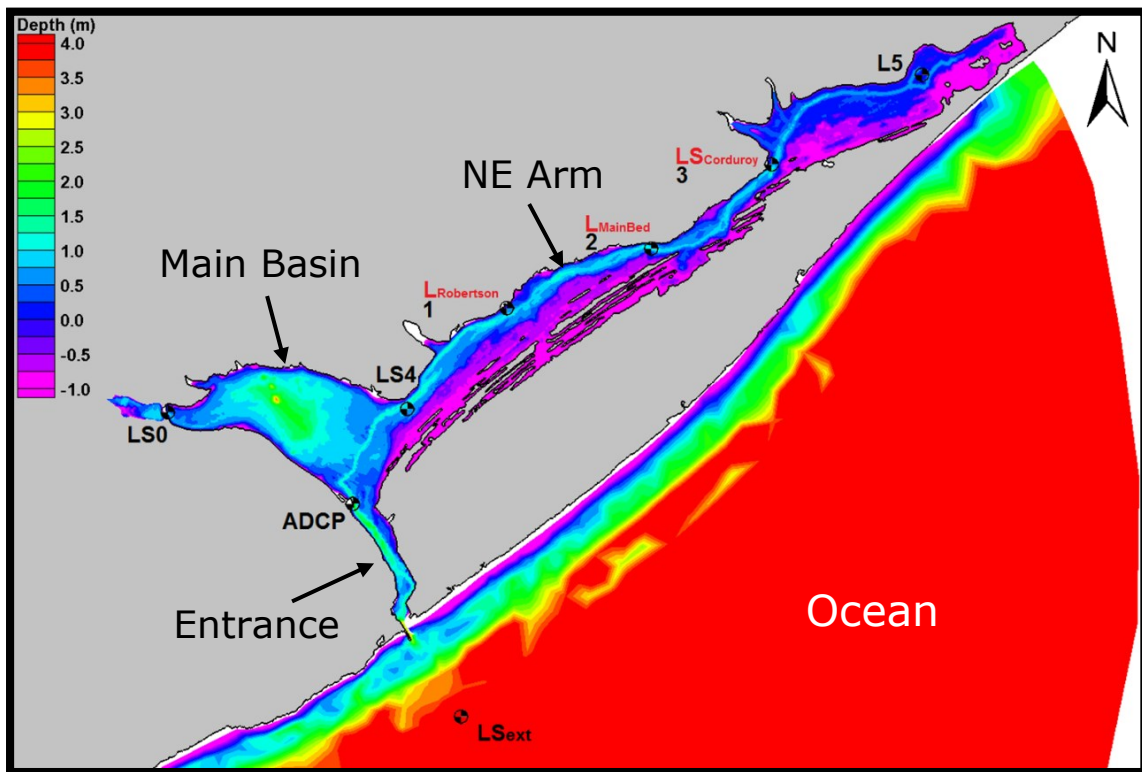 Depth (m)
4.0
3.5
3.0
2.5
2.0
1.5
1.0
0.5
0.0
-0.5
-1.0
N
L5
LSCorduroy
3
NE Arm
LMainBed
2
Main Basin
LRobertson
1
LS4
LS0
ADCP
Entrance
Ocean
LSext